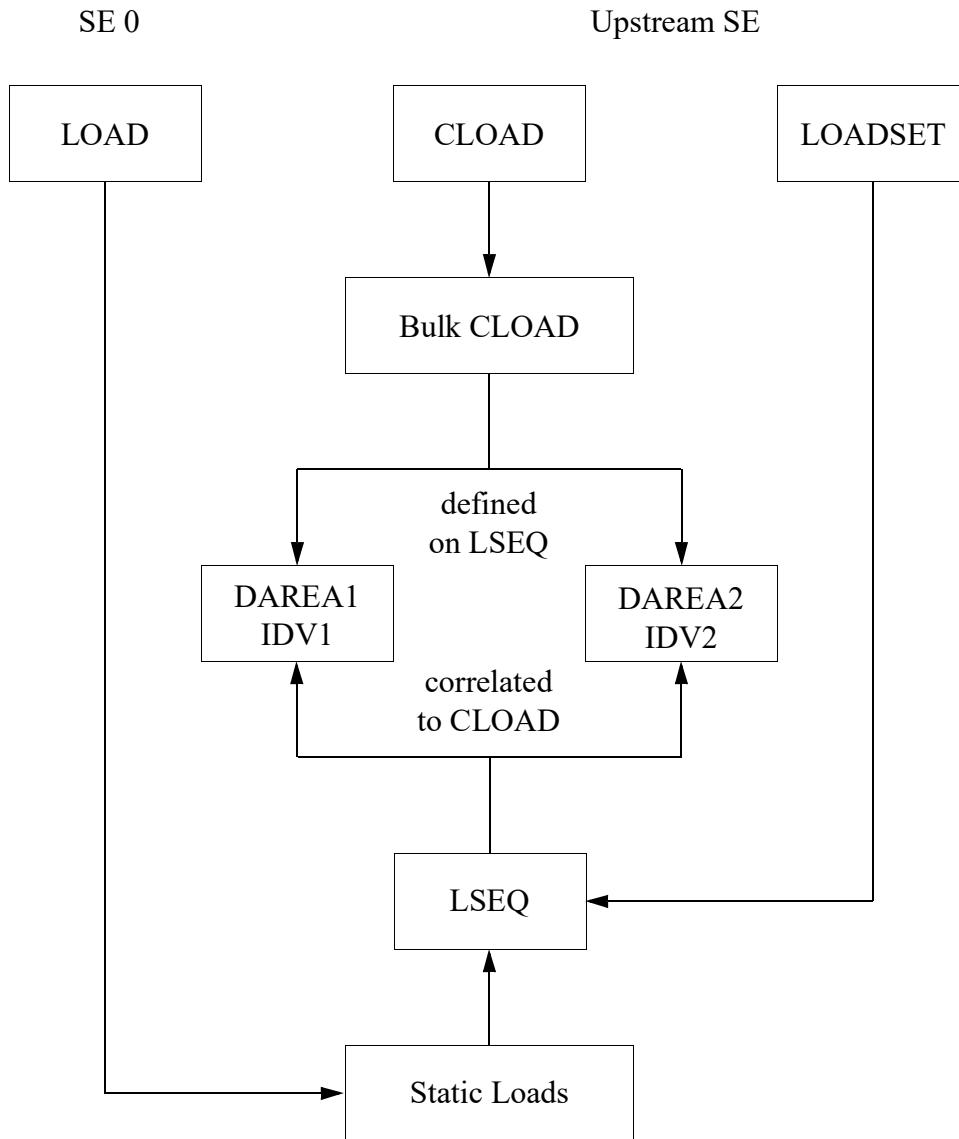 SE 0
Upstream SE
LOAD
CLOAD
LOADSET
Bulk CLOAD
defined
on LSEQ
DAREA1
IDV1
DAREA2
IDV2
correlated
to CLOAD
LSEQ
Static Loads